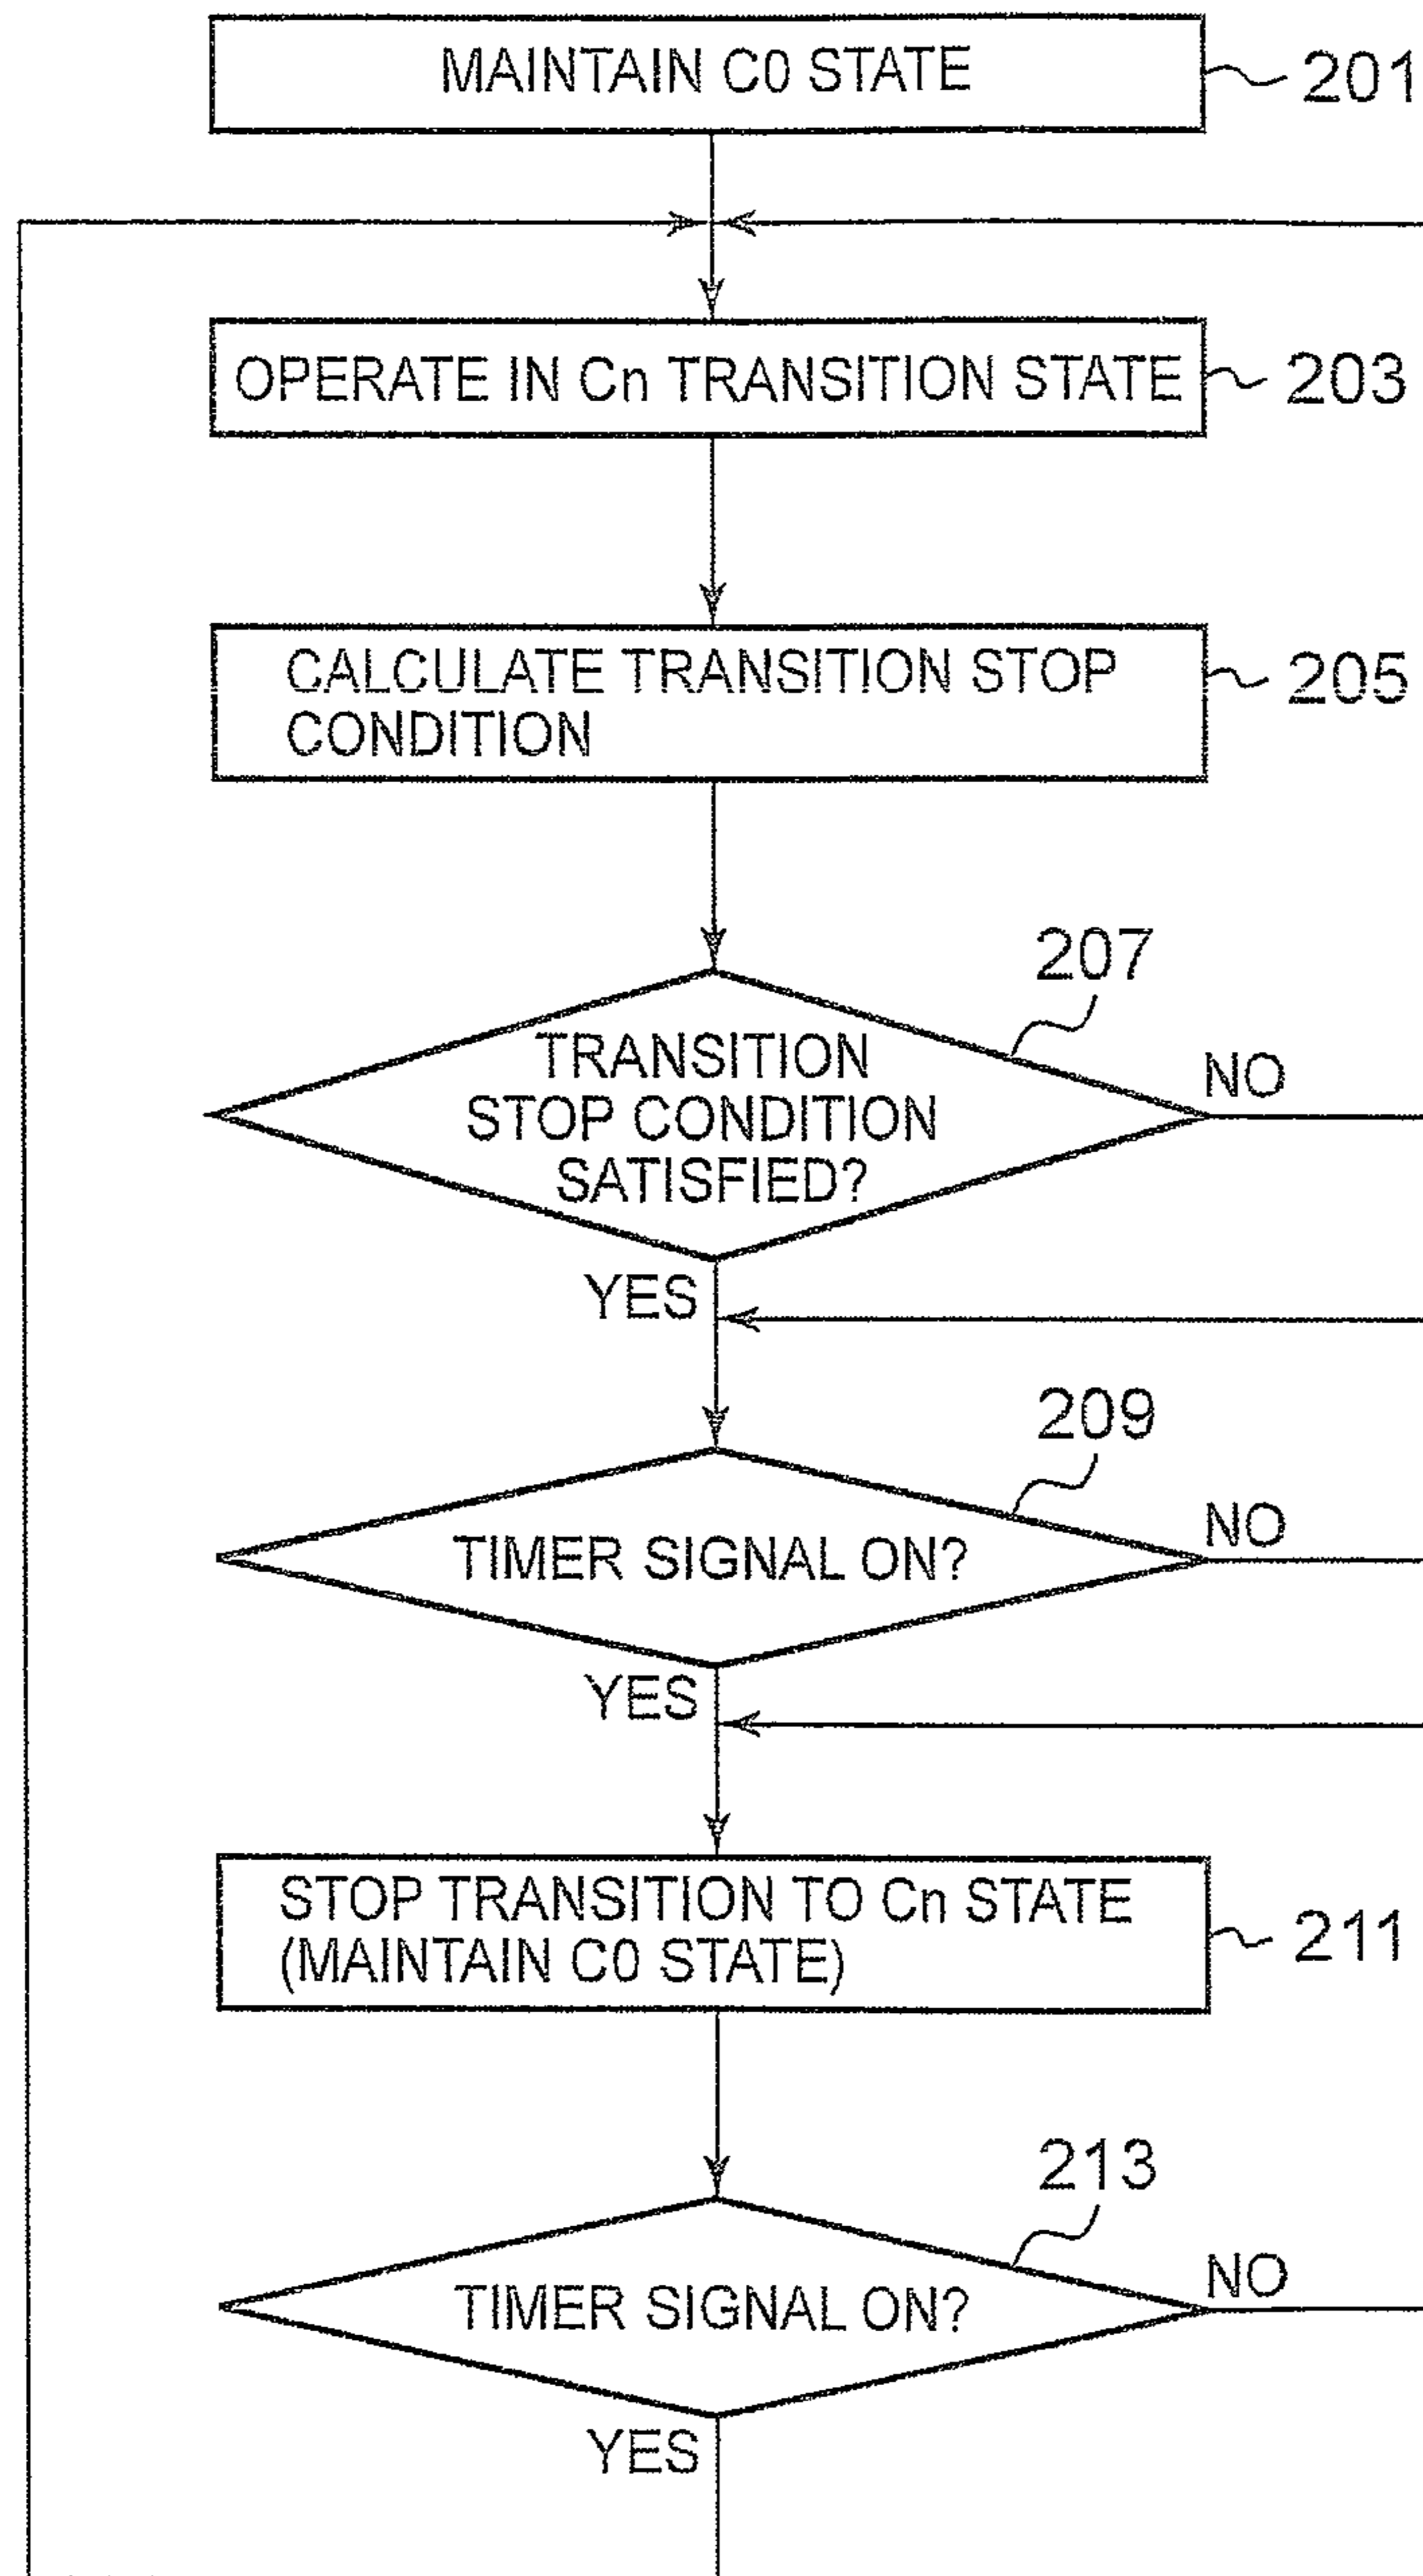 MAINTAIN C0 STATE
201
OPERATE IN Cn TRANSITION STATE
203
CALCULATE TRANSITION STOP
CONDITION
205
207
TRANSITION
STOP CONDITION
SATISFIED?
NO
YES
209
TIMER SIGNAL ON?
NO
YES
STOP TRANSITION TO Cn STATE
(MAINTAIN C0 STATE)
211
213
TIMER SIGNAL ON?
NO
YES